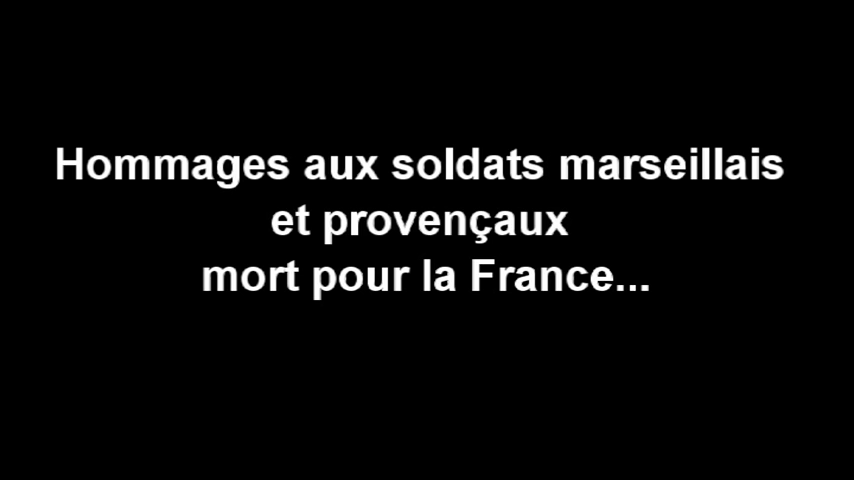 Hommages aux soldats marseillais
et provençaux
mort pour la France...